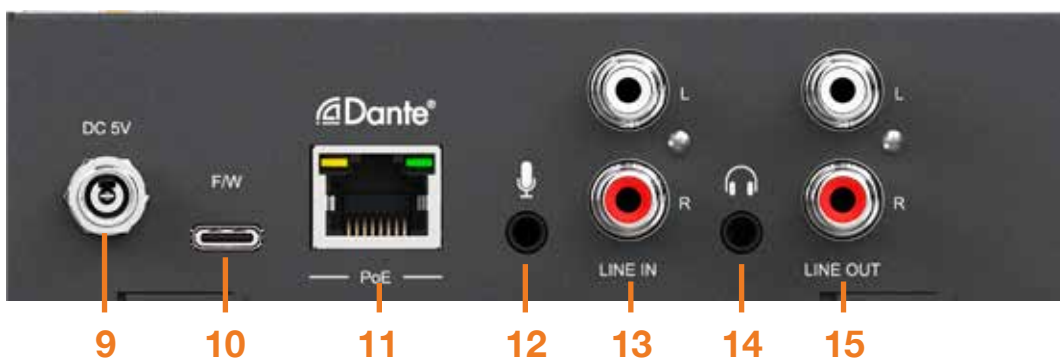 Dante®
DC 5V
F/W
L
L
R
R
PoE
LINE IN
LINE OUT
9
10
11
12
13
14
15